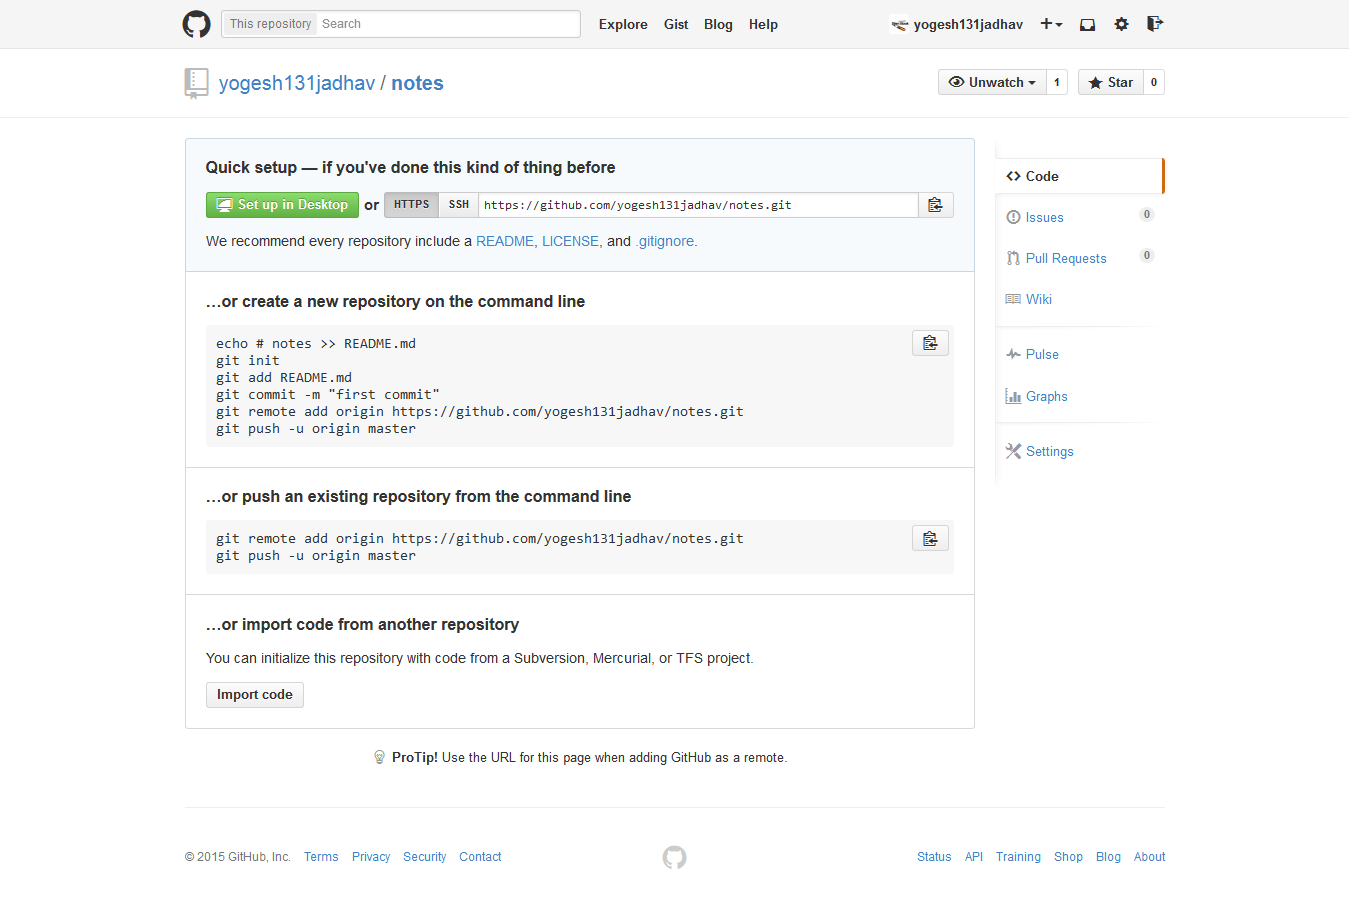 This repository Search Explore Gist Blog Help yogesh131jadhav
yogesh131jadhav / notes Unwatch 1 Star 0
Quick setup — if you've done this kind of thing before
Set up in Desktop or HTTPS SSH https://github.com/yogesh131jadhav/notes.git
We recommend every repository include a README, LICENSE, and .gitignore.
…or create a new repository on the command line
echo # notes >> README.md
git init
git add README.md
git commit -m "first commit"
git remote add origin https://github.com/yogesh131jadhav/notes.git
git push -u origin master
…or push an existing repository from the command line
git remote add origin https://github.com/yogesh131jadhav/notes.git
git push -u origin master
…or import code from another repository
You can initialize this repository with code from a Subversion, Mercurial, or TFS project.
Import code
ProTip! Use the URL for this page when adding GitHub as a remote.
Code
Issues 0
Pull Requests 0
Wiki
Pulse
Graphs
Settings
© 2015 GitHub, Inc. Terms Privacy Security Contact Status API Training Shop Blog About